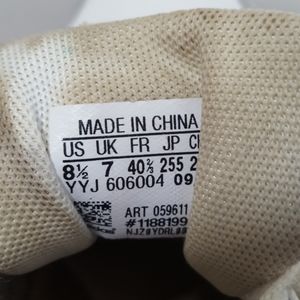 MADE IN CHINA
US UK FR JP
8½ 7 40⅔ 255
YYJ 606004 09
ART 059611
#1188199